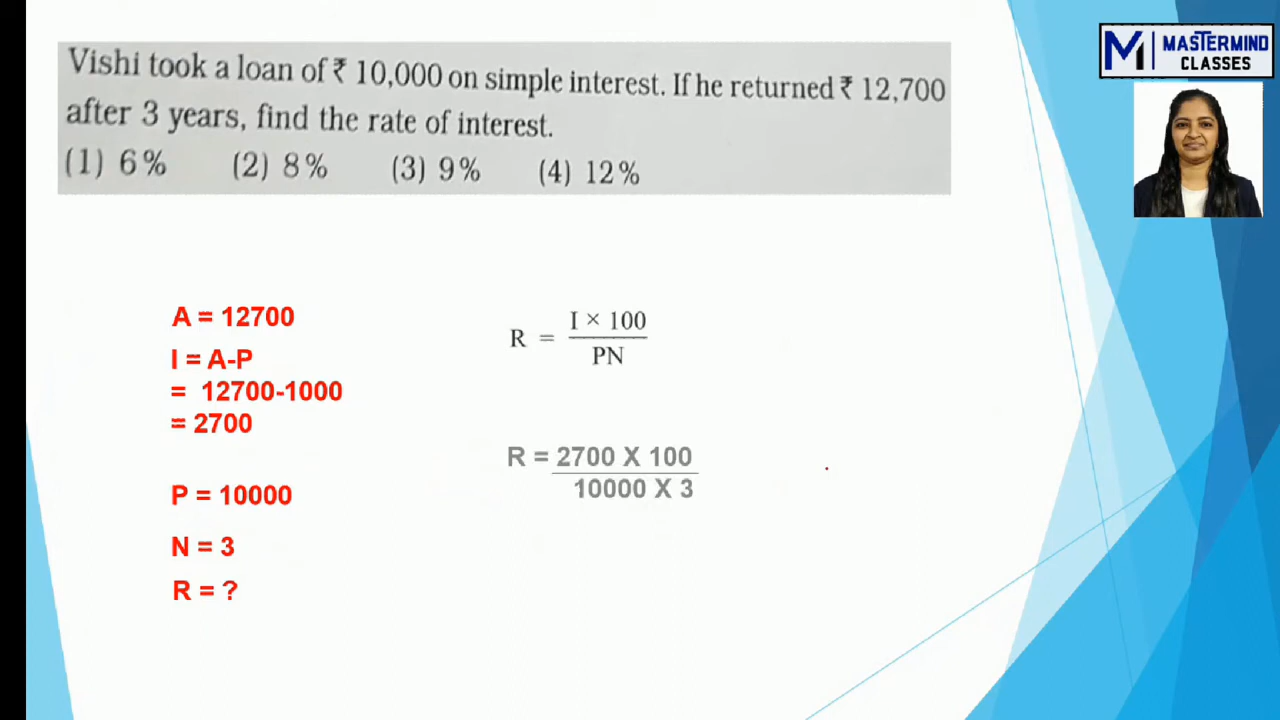 Vishi took a loan of ₹ 10,000 on simple interest. If he returned ₹ 12,700
after 3 years, find the rate of interest.
(1) 6% (2) 8% (3) 9% (4) 12%
MASTERMIND
CLASSES
A = 12700
I = A-P
= 12700-1000
= 2700
P = 10000
N = 3
R = ?
R = I × 100
PN
R = 2700 X 100
10000 X 3